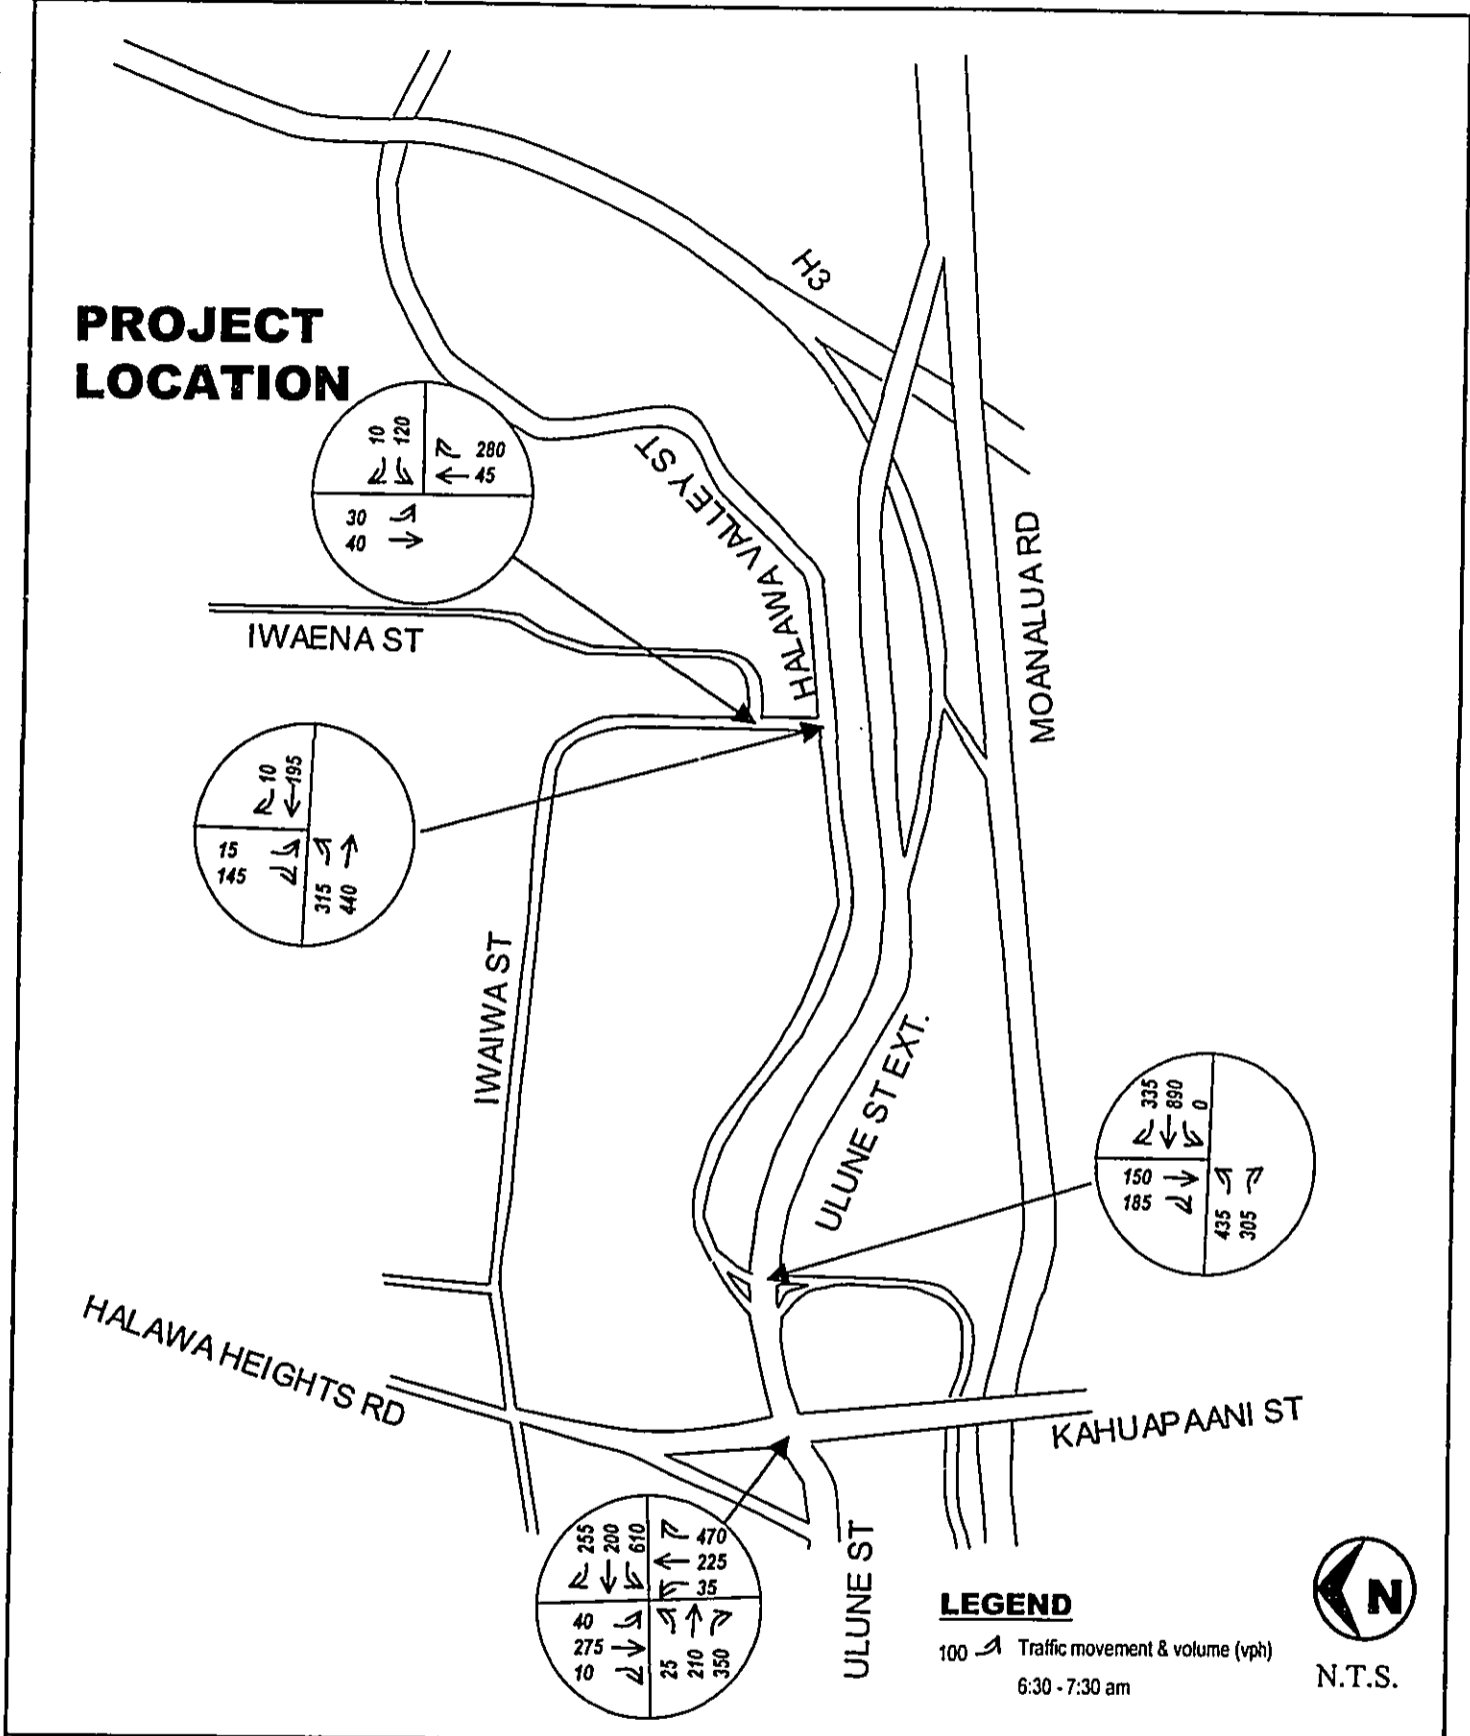 H3
PROJECT
LOCATION
10
120
280
45
30
40
HALAWA VALLEY ST
IWAENA ST
MOANALUA RD
10
195
15
145
315
440
IWAIWA ST
ULUNE ST EXT.
335
890
0
150
185
435
305
HALAWA HEIGHTS RD
KAHUAPAANI ST
255
200
610
470
225
35
40
275
10
25
210
350
ULUNE ST
LEGEND
100 Traffic movement & volume (vph)
6:30 - 7:30 am
N
N.T.S.